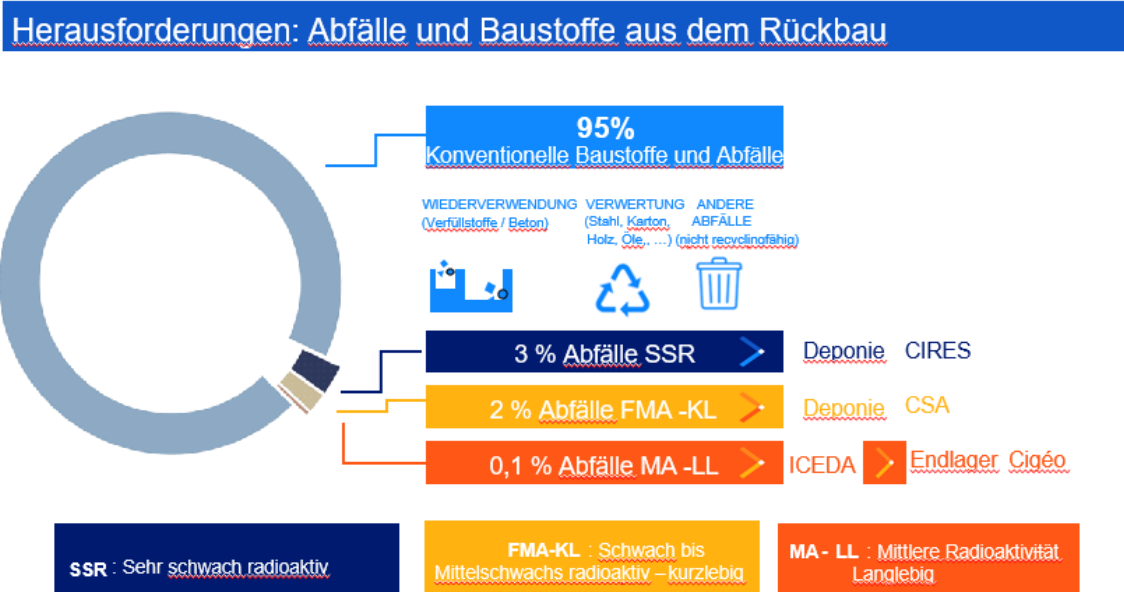 Herausforderungen: Abfälle und Baustoffe aus dem Rückbau
95%
Konventionelle Baustoffe und Abfälle
WIEDERVERWENDUNG
(Verfüllstoffe / Beton)
VERWERTUNG
(Stahl, Karton,
Holz, Öle,, ...)
ANDERE
ABFÄLLE
(nicht recyclingfähig)
3 % Abfälle SSR
Deponie CIRES
2 % Abfälle FMA -KL
Deponie CSA
0,1 % Abfälle MA -LL
ICEDA
Endlager Cigéo
SSR : Sehr schwach radioaktiv
FMA-KL : Schwach bis
Mittelschwachs radioaktiv – kurzlebig
MA - LL : Mittlere Radioaktivität
Langlebig